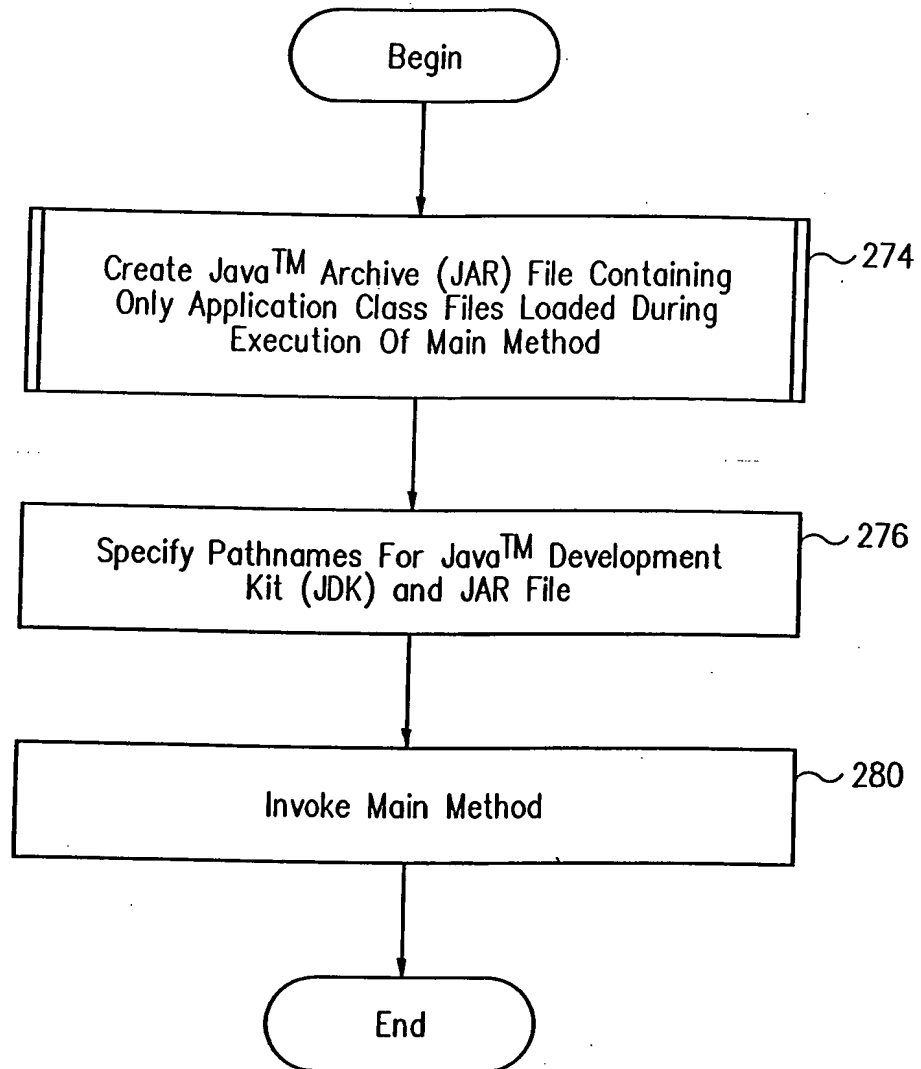 Begin
Create Java™ Archive (JAR) File Containing
Only Application Class Files Loaded During
Execution Of Main Method
274
Specify Pathnames For Java™ Development
Kit (JDK) and JAR File
276
Invoke Main Method
280
End